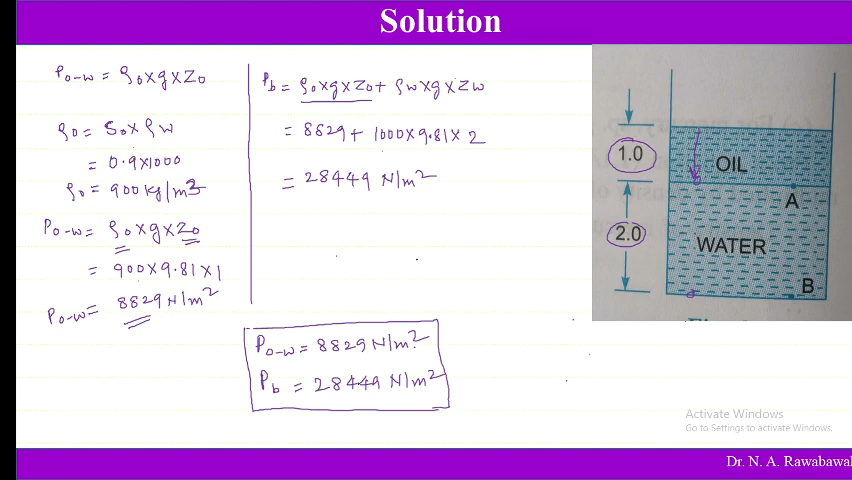 Solution
Po-w = ρo×g×Zo
ρo = So×ρw
= 0.9×1000
ρo = 900 kg/m3
Po-w = ρo×g×Zo
= 900×9.81×1
Po-w = 8829 N/m2
Pb = ρo×g×Zo + ρw×g×Zw
= 8829 + 1000×9.81×2
= 28449 N/m2
Po-w = 8829 N/m2
Pb = 28449 N/m2
1.0
OIL
A
2.0
WATER
B
Activate Windows
Go to Settings to activate Windows.
Dr. N. A. Rawabawal